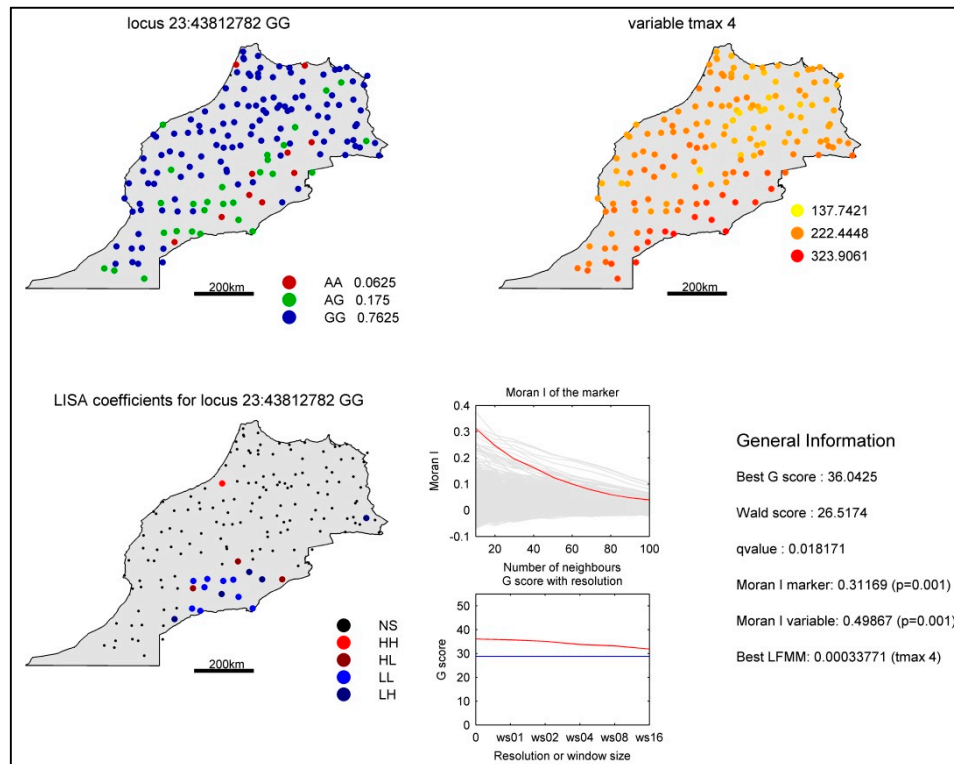 locus 23:43812782 GG
200km
AA 0.0625
AG 0.175
GG 0.7625
variable tmax 4
137.7421
222.4448
323.9061
200km
LISA coefficients for locus 23:43812782 GG
200km
NS
HH
HL
LL
LH
Moran I of the marker
Moran I
0.4
0.3
0.2
0.1
0
-0.1
20 40 60 80 100
Number of neighbours
G score with resolution
G score
50
40
30
20
10
0
0 ws01 ws02 ws04 ws08 ws16
Resolution or window size
General Information
Best G score : 36.0425
Wald score : 26.5174
qvalue : 0.018171
Moran I marker: 0.31169 (p=0.001)
Moran I variable: 0.49867 (p=0.001)
Best LFMM: 0.00033771 (tmax 4)